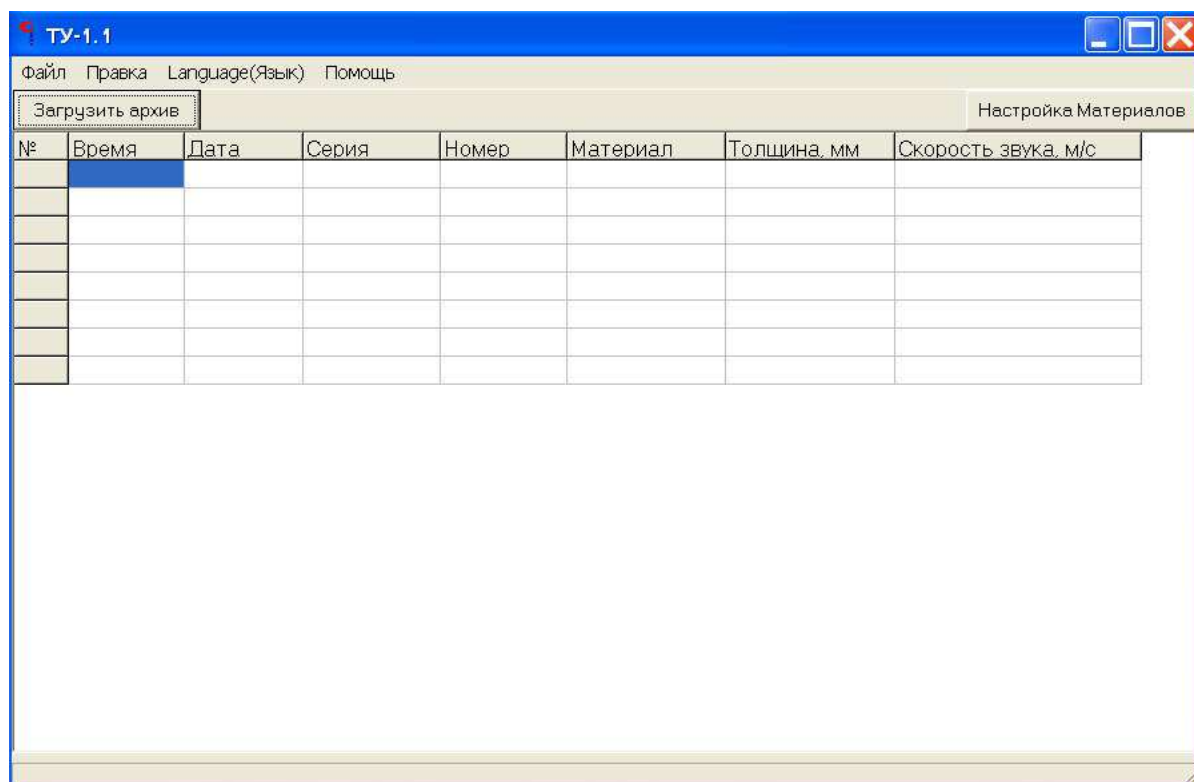 ТУ-1.1
Файл Правка Language(Язык) Помощь
Загрузить архив Настройка Материалов
№ Время Дата Серия Номер Материал Толщина, мм Скорость звука, м/с